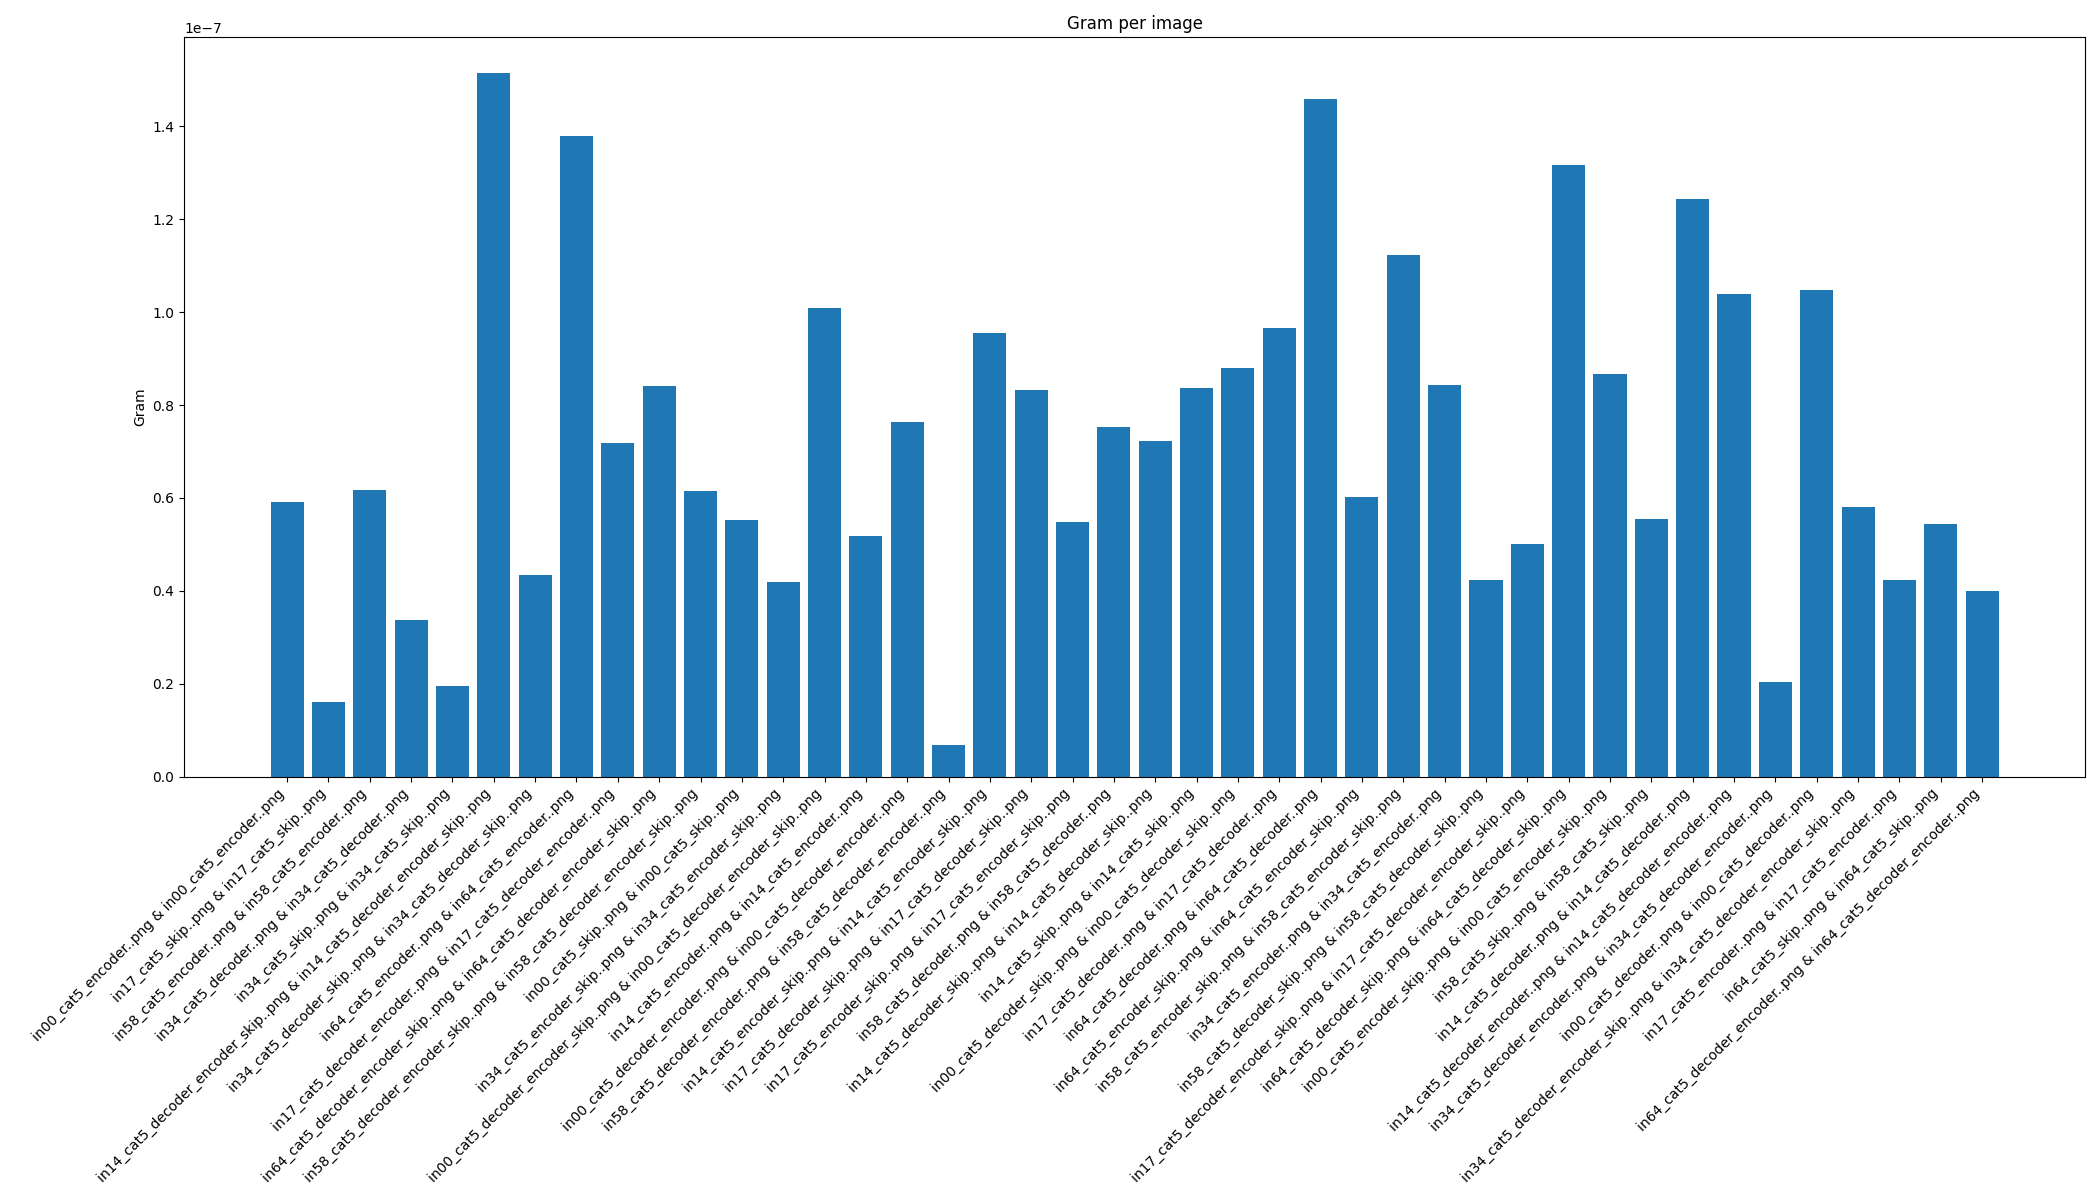 Gram per image
1e−7
Gram
1.4
1.2
1.0
0.8
0.6
0.4
0.2
0.0
in00_cat5_encoder..png & in00_cat5_encoder..png
in17_cat5_skip..png & in17_cat5_skip..png
in58_cat5_encoder..png & in58_cat5_encoder..png
in34_cat5_decoder..png & in34_cat5_decoder..png
in34_cat5_skip..png & in34_cat5_skip..png
in14_cat5_decoder_encoder_skip..png & in14_cat5_decoder_encoder_skip..png
in34_cat5_decoder_skip..png & in34_cat5_decoder_skip..png
in64_cat5_encoder..png & in64_cat5_encoder..png
in17_cat5_decoder_encoder..png & in17_cat5_decoder_encoder..png
in64_cat5_decoder_encoder_skip..png & in64_cat5_decoder_encoder_skip..png
in58_cat5_decoder_encoder_skip..png & in58_cat5_decoder_encoder_skip..png
in00_cat5_skip..png & in00_cat5_skip..png
in34_cat5_encoder_skip..png & in34_cat5_encoder_skip..png
in00_cat5_decoder_encoder_skip..png & in00_cat5_decoder_encoder_skip..png
in14_cat5_encoder..png & in14_cat5_encoder..png
in00_cat5_decoder_encoder..png & in00_cat5_decoder_encoder..png
in58_cat5_decoder_encoder..png & in58_cat5_decoder_encoder..png
in14_cat5_encoder_skip..png & in14_cat5_encoder_skip..png
in17_cat5_decoder_skip..png & in17_cat5_decoder_skip..png
in17_cat5_encoder_skip..png & in17_cat5_encoder_skip..png
in58_cat5_decoder..png & in58_cat5_decoder..png
in14_cat5_decoder_skip..png & in14_cat5_decoder_skip..png
in14_cat5_skip..png & in14_cat5_skip..png
in00_cat5_decoder_skip..png & in00_cat5_decoder_skip..png
in17_cat5_decoder..png & in17_cat5_decoder..png
in64_cat5_decoder..png & in64_cat5_decoder..png
in64_cat5_encoder_skip..png & in64_cat5_encoder_skip..png
in58_cat5_encoder_skip..png & in58_cat5_encoder_skip..png
in34_cat5_encoder..png & in34_cat5_encoder..png
in58_cat5_decoder_skip..png & in58_cat5_decoder_skip..png
in17_cat5_decoder_encoder_skip..png & in17_cat5_decoder_encoder_skip..png
in64_cat5_decoder_skip..png & in64_cat5_decoder_skip..png
in00_cat5_encoder_skip..png & in00_cat5_encoder_skip..png
in58_cat5_skip..png & in58_cat5_skip..png
in14_cat5_decoder..png & in14_cat5_decoder..png
in14_cat5_decoder_encoder..png & in14_cat5_decoder_encoder..png
in34_cat5_decoder_encoder..png & in34_cat5_decoder_encoder..png
in00_cat5_decoder..png & in00_cat5_decoder..png
in34_cat5_decoder_encoder_skip..png & in34_cat5_decoder_encoder_skip..png
in17_cat5_encoder..png & in17_cat5_encoder..png
in64_cat5_skip..png & in64_cat5_skip..png
in64_cat5_decoder_encoder..png & in64_cat5_decoder_encoder..png